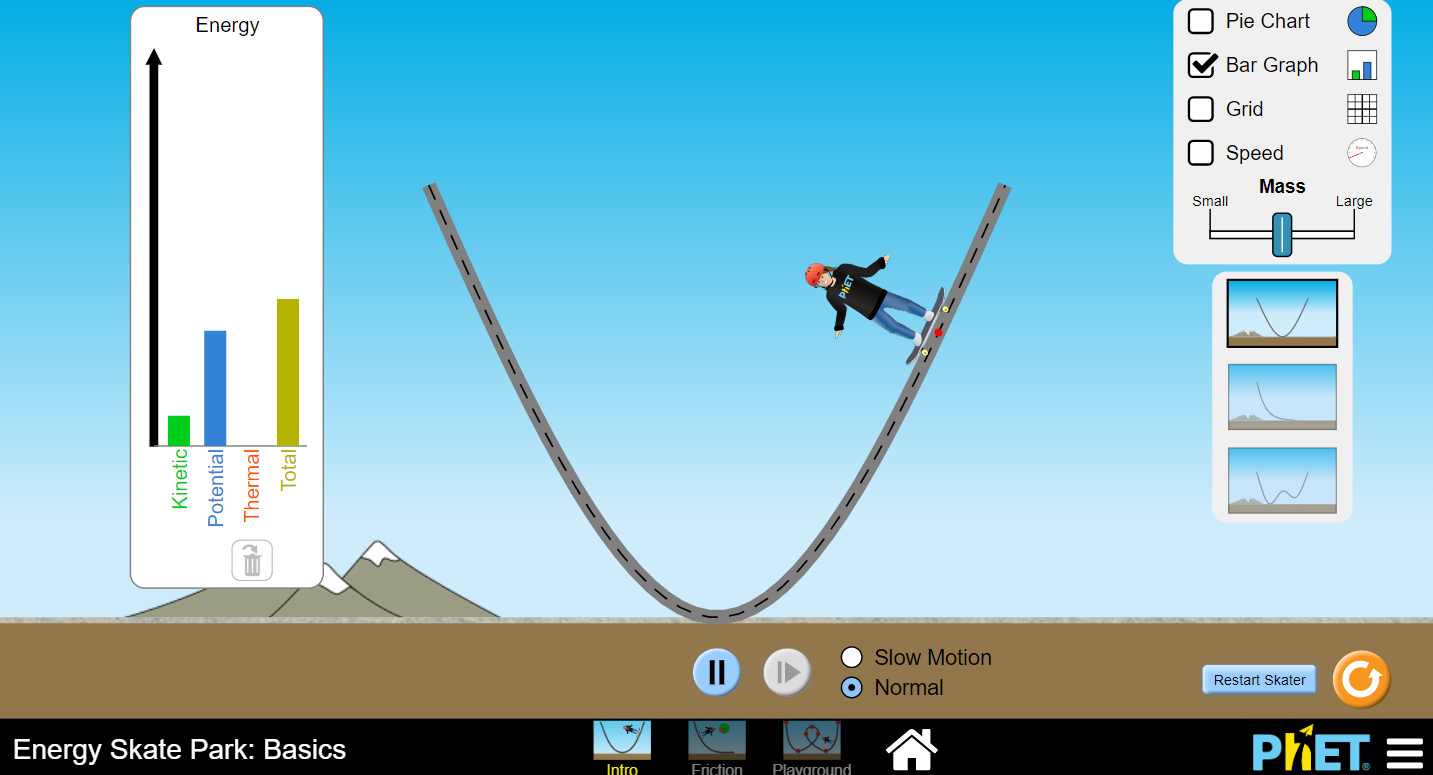 Energy
Kinetic
Potential
Thermal
Total
PhET
Pie Chart
Bar Graph
Grid
Speed
Mass
Small
Large
Slow Motion
Normal
Restart Skater
Energy Skate Park: Basics
Intro
Friction
Playground
PhET